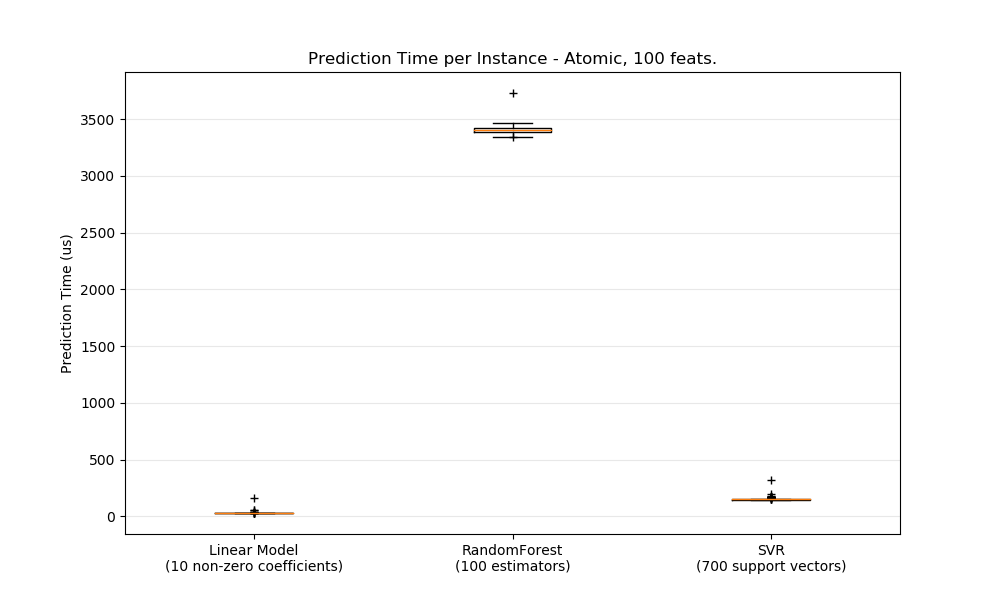 Prediction Time per Instance - Atomic, 100 feats.
Prediction Time (us)
3500
3000
2500
2000
1500
1000
500
0
Linear Model
(10 non-zero coefficients)
RandomForest
(100 estimators)
SVR
(700 support vectors)